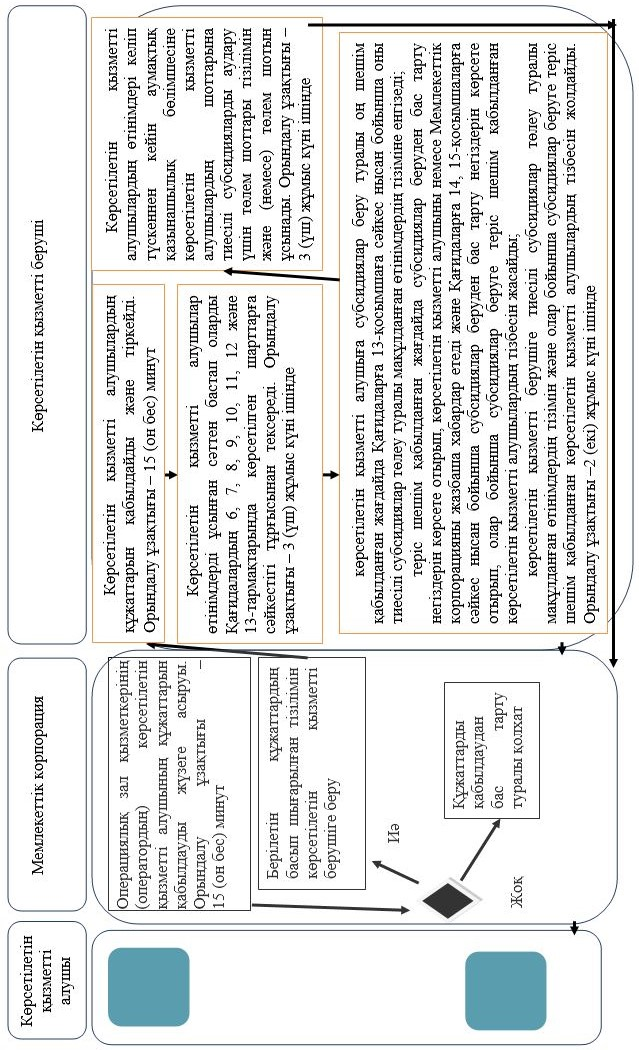 Көрсетілетін
қызметті
алушы
Мемлекеттік корпорация
Көрсетілетін қызметті беруші
Операциялық зал қызметкерінің
(оператордың) көрсетілетін
қызметті алушының құжаттарын
қабылдауды жүзеге асыруы.
Орындалу ұзақтығы –
15 (он бес) минут
Берілетін құжаттардың
басып шығарылған тізілімін
көрсетілетін қызметті
берушіге беру
Иә
Жок
Құжаттарды
қабылдаудан
бас тарту
туралы қолхат
Көрсетілетін қызметті алушылардың
құжаттарын қабылдайды және тіркейді.
Орындалу ұзақтығы – 15 (он бес) минут
Көрсетілетін қызметті алушылар
өтінімдерді ұсынған сәттен бастап оларды
Қағидалардың 6, 7, 8, 9, 10, 11, 12 және
13-тармақтарында көрсетілген шарттарға
сәйкестігі тұрғысынан тексереді. Орындалу
ұзақтығы – 3 (үш) жұмыс күні ішінде
Көрсетілетін қызметті
алушылардың өтінімдері келіп
түскеннен кейін аумақтық
қазынашылық бөлімшесіне
көрсетілетін қызметті
алушылардың шоттарына
тиесілі субсидияларды аудару
үшін төлем шоттары тізілімін
және (немесе) төлем шотын
ұсынады. Орындалу ұзақтығы –
3 (үш) жұмыс күні ішінде
көрсетілетін қызметті алушыға субсидиялар беру туралы оң шешім
қабылданған жағдайда Қағидаларға 13-қосымшаға сәйкес нысан бойынша оны
тиесілі субсидиялар төлеу туралы мақұлданған өтінімдердің тізіміне енгізеді;
теріс шешім қабылданған жағдайда субсидиялар беруден бас тарту
негіздерін көрсете отырып, көрсетілетін қызметті алушыны немесе Мемлекеттік
корпорацияны жазбаша хабардар етеді және Қағидаларға 14, 15-қосымшаларға
сәйкес нысан бойынша субсидиялар беруден бас тарту негіздерін көрсете
отырып, олар бойынша субсидиялар беруге теріс шешім қабылданған
көрсетілетін қызметті алушылардың тізбесін жасайды;
көрсетілетін қызметті берушіге тиесілі субсидиялар төлеу туралы
мақұлданған өтінімдердің тізімін және олар бойынша субсидиялар беруге теріс
шешім қабылданған көрсетілетін қызметті алушылардың тізбесін жолдайды.
Орындалу ұзақтығы –2 (екі) жұмыс күні ішінде